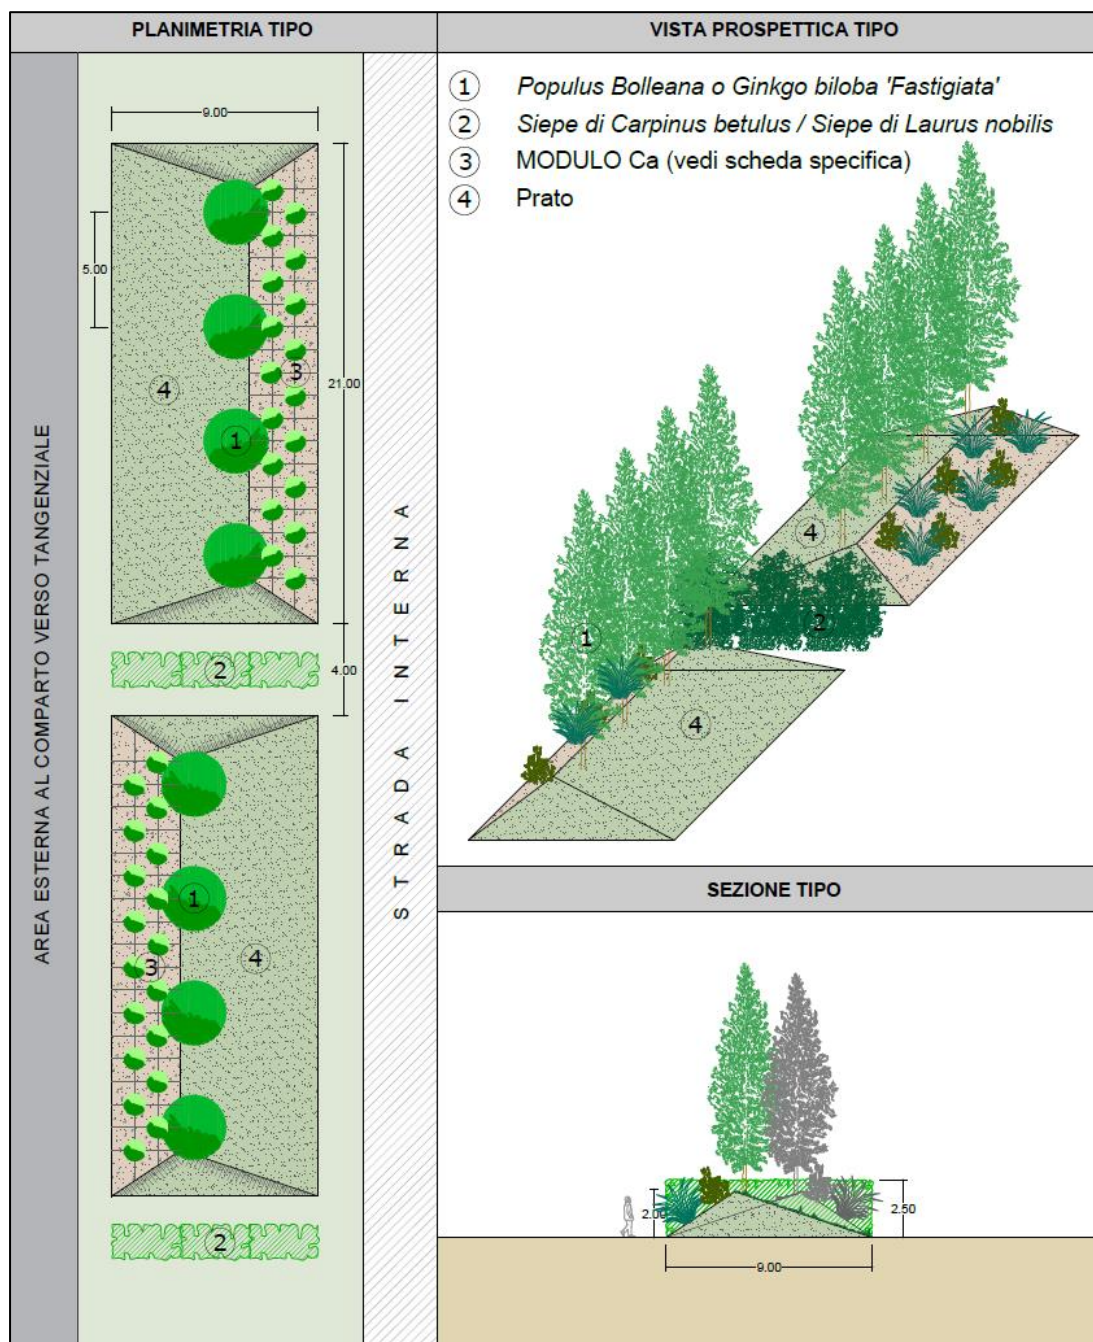 PLANIMETRIA TIPO
AREA ESTERNA AL COMPARTO VERSO TANGENZIALE
STRADA INTERNA
9.00
5.00
21.00
3
4
1
2
4.00
1
3
4
2
VISTA PROSPETTICA TIPO
1 Populus Bolleana o Ginkgo biloba 'Fastigiata'
2 Siepe di Carpinus betulus / Siepe di Laurus nobilis
3 MODULO Ca (vedi scheda specifica)
4 Prato
4
2
1
4
SEZIONE TIPO
2.00
2.50
9.00